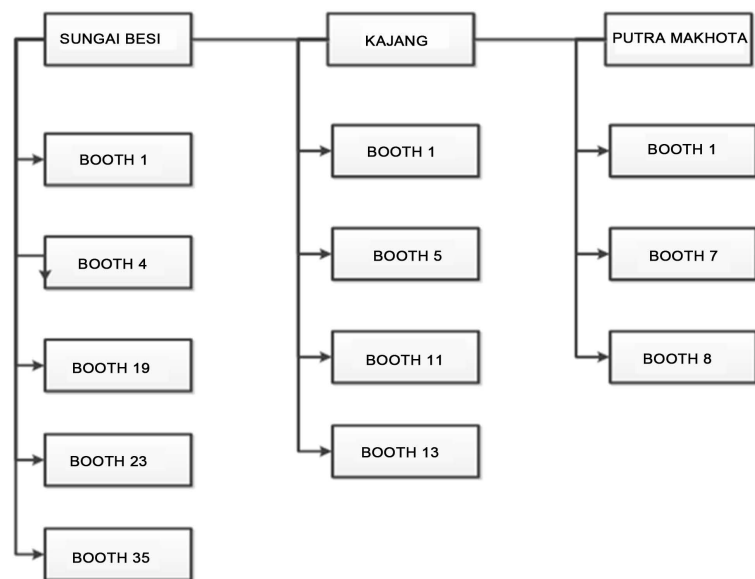 SUNGAI BESI
KAJANG
PUTRA MAKHOTA
BOOTH 1
BOOTH 1
BOOTH 1
BOOTH 4
BOOTH 5
BOOTH 7
BOOTH 19
BOOTH 11
BOOTH 8
BOOTH 23
BOOTH 13
BOOTH 35